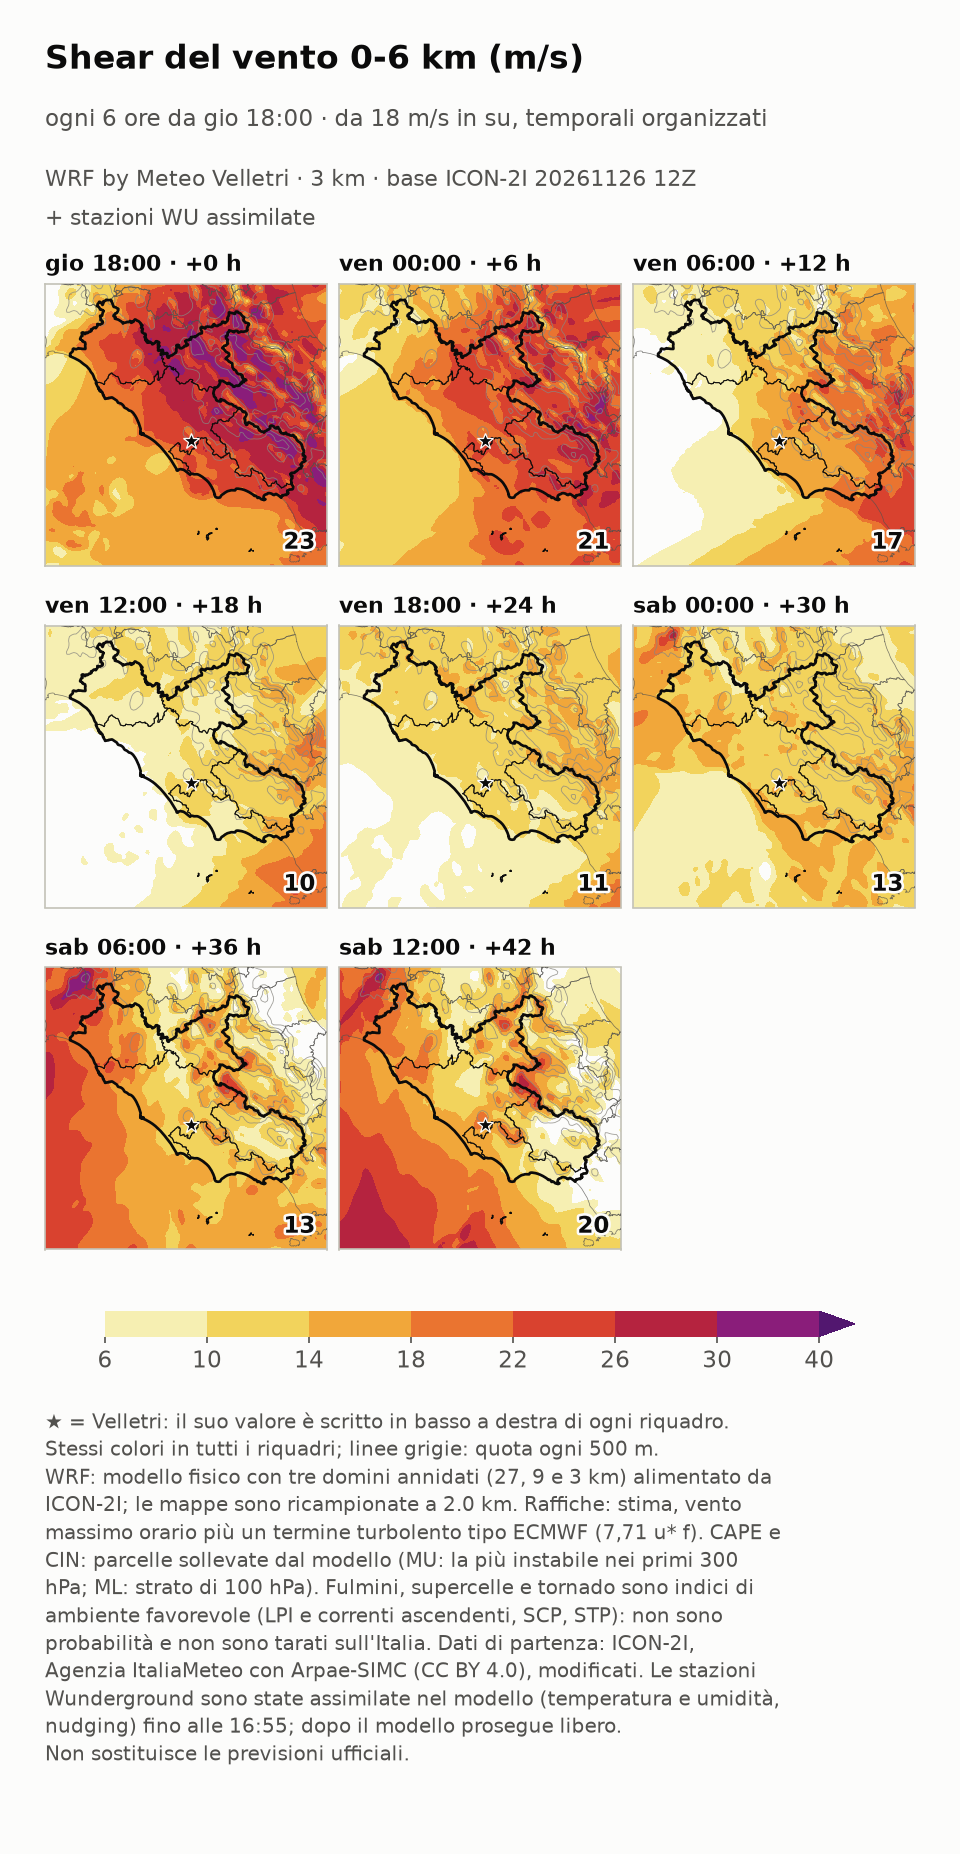 Shear del vento 0-6 km (m/s)
ogni 6 ore da gio 18:00 · da 18 m/s in su, temporali organizzati
WRF by Meteo Velletri · 3 km · base ICON-2I 20261126 12Z
+ stazioni WU assimilate
gio 18:00 · +0 h
ven 00:00 · +6 h
ven 06:00 · +12 h
23
21
17
ven 12:00 · +18 h
ven 18:00 · +24 h
sab 00:00 · +30 h
10
11
13
sab 06:00 · +36 h
sab 12:00 · +42 h
13
20
6 10 14 18 22 26 30 40
★ = Velletri: il suo valore è scritto in basso a destra di ogni riquadro.
Stessi colori in tutti i riquadri; linee grigie: quota ogni 500 m.
WRF: modello fisico con tre domini annidati (27, 9 e 3 km) alimentato da
ICON-2I; le mappe sono ricampionate a 2.0 km. Raffiche: stima, vento
massimo orario più un termine turbolento tipo ECMWF (7,71 u* f). CAPE e
CIN: parcelle sollevate dal modello (MU: la più instabile nei primi 300
hPa; ML: strato di 100 hPa). Fulmini, supercelle e tornado sono indici di
ambiente favorevole (LPI e correnti ascendenti, SCP, STP): non sono
probabilità e non sono tarati sull'Italia. Dati di partenza: ICON-2I,
Agenzia ItaliaMeteo con Arpae-SIMC (CC BY 4.0), modificati. Le stazioni
Wunderground sono state assimilate nel modello (temperatura e umidità,
nudging) fino alle 16:55; dopo il modello prosegue libero.
Non sostituisce le previsioni ufficiali.